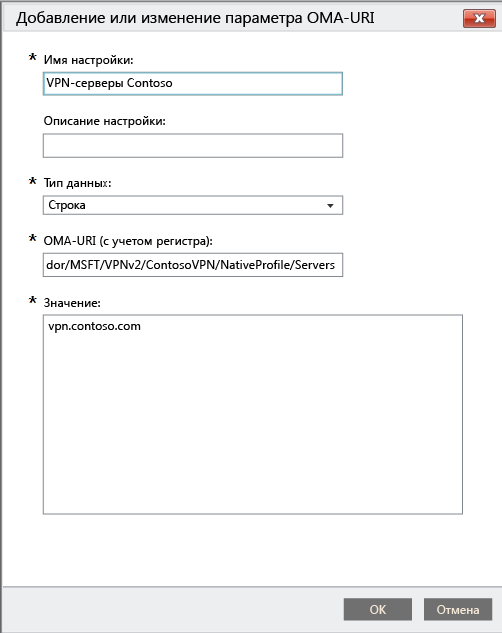 Добавление или изменение параметра OMA-URI
* Имя настройки:
VPN-серверы Contoso
Описание настройки:
* Тип данных:
Строка
* OMA-URI (с учетом регистра):
dor/MSFT/VPNv2/ContosoVPN/NativeProfile/Servers
* Значение:
vpn.contoso.com
OK
Отмена